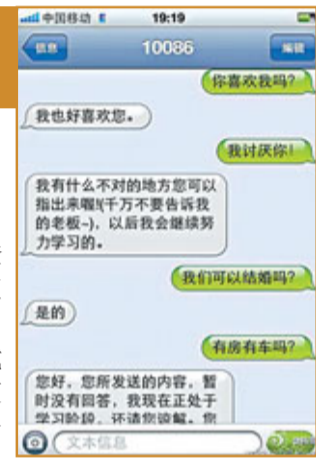 中国移动 E 19:19
信息 10086 编辑
你喜欢我吗?
我也好喜欢您。
我讨厌你!
我有什么不对的地方您可以
指出来喔!(千万不要告诉我
的老板~), 以后我会继续努
力学习的。
我们可以结婚吗?
是的
有房有车吗?
您好, 您所发送的内容, 暂
时没有回答, 我现在正处于
学习阶段, 还请您谅解。您
文本信息